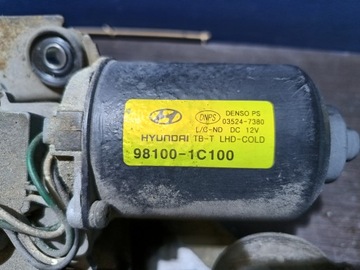 DNPS DENSO PS
03524-7380
L/C-ND DC 12V
HYUNDAI TB-T LHD-COLD
98100-1C100